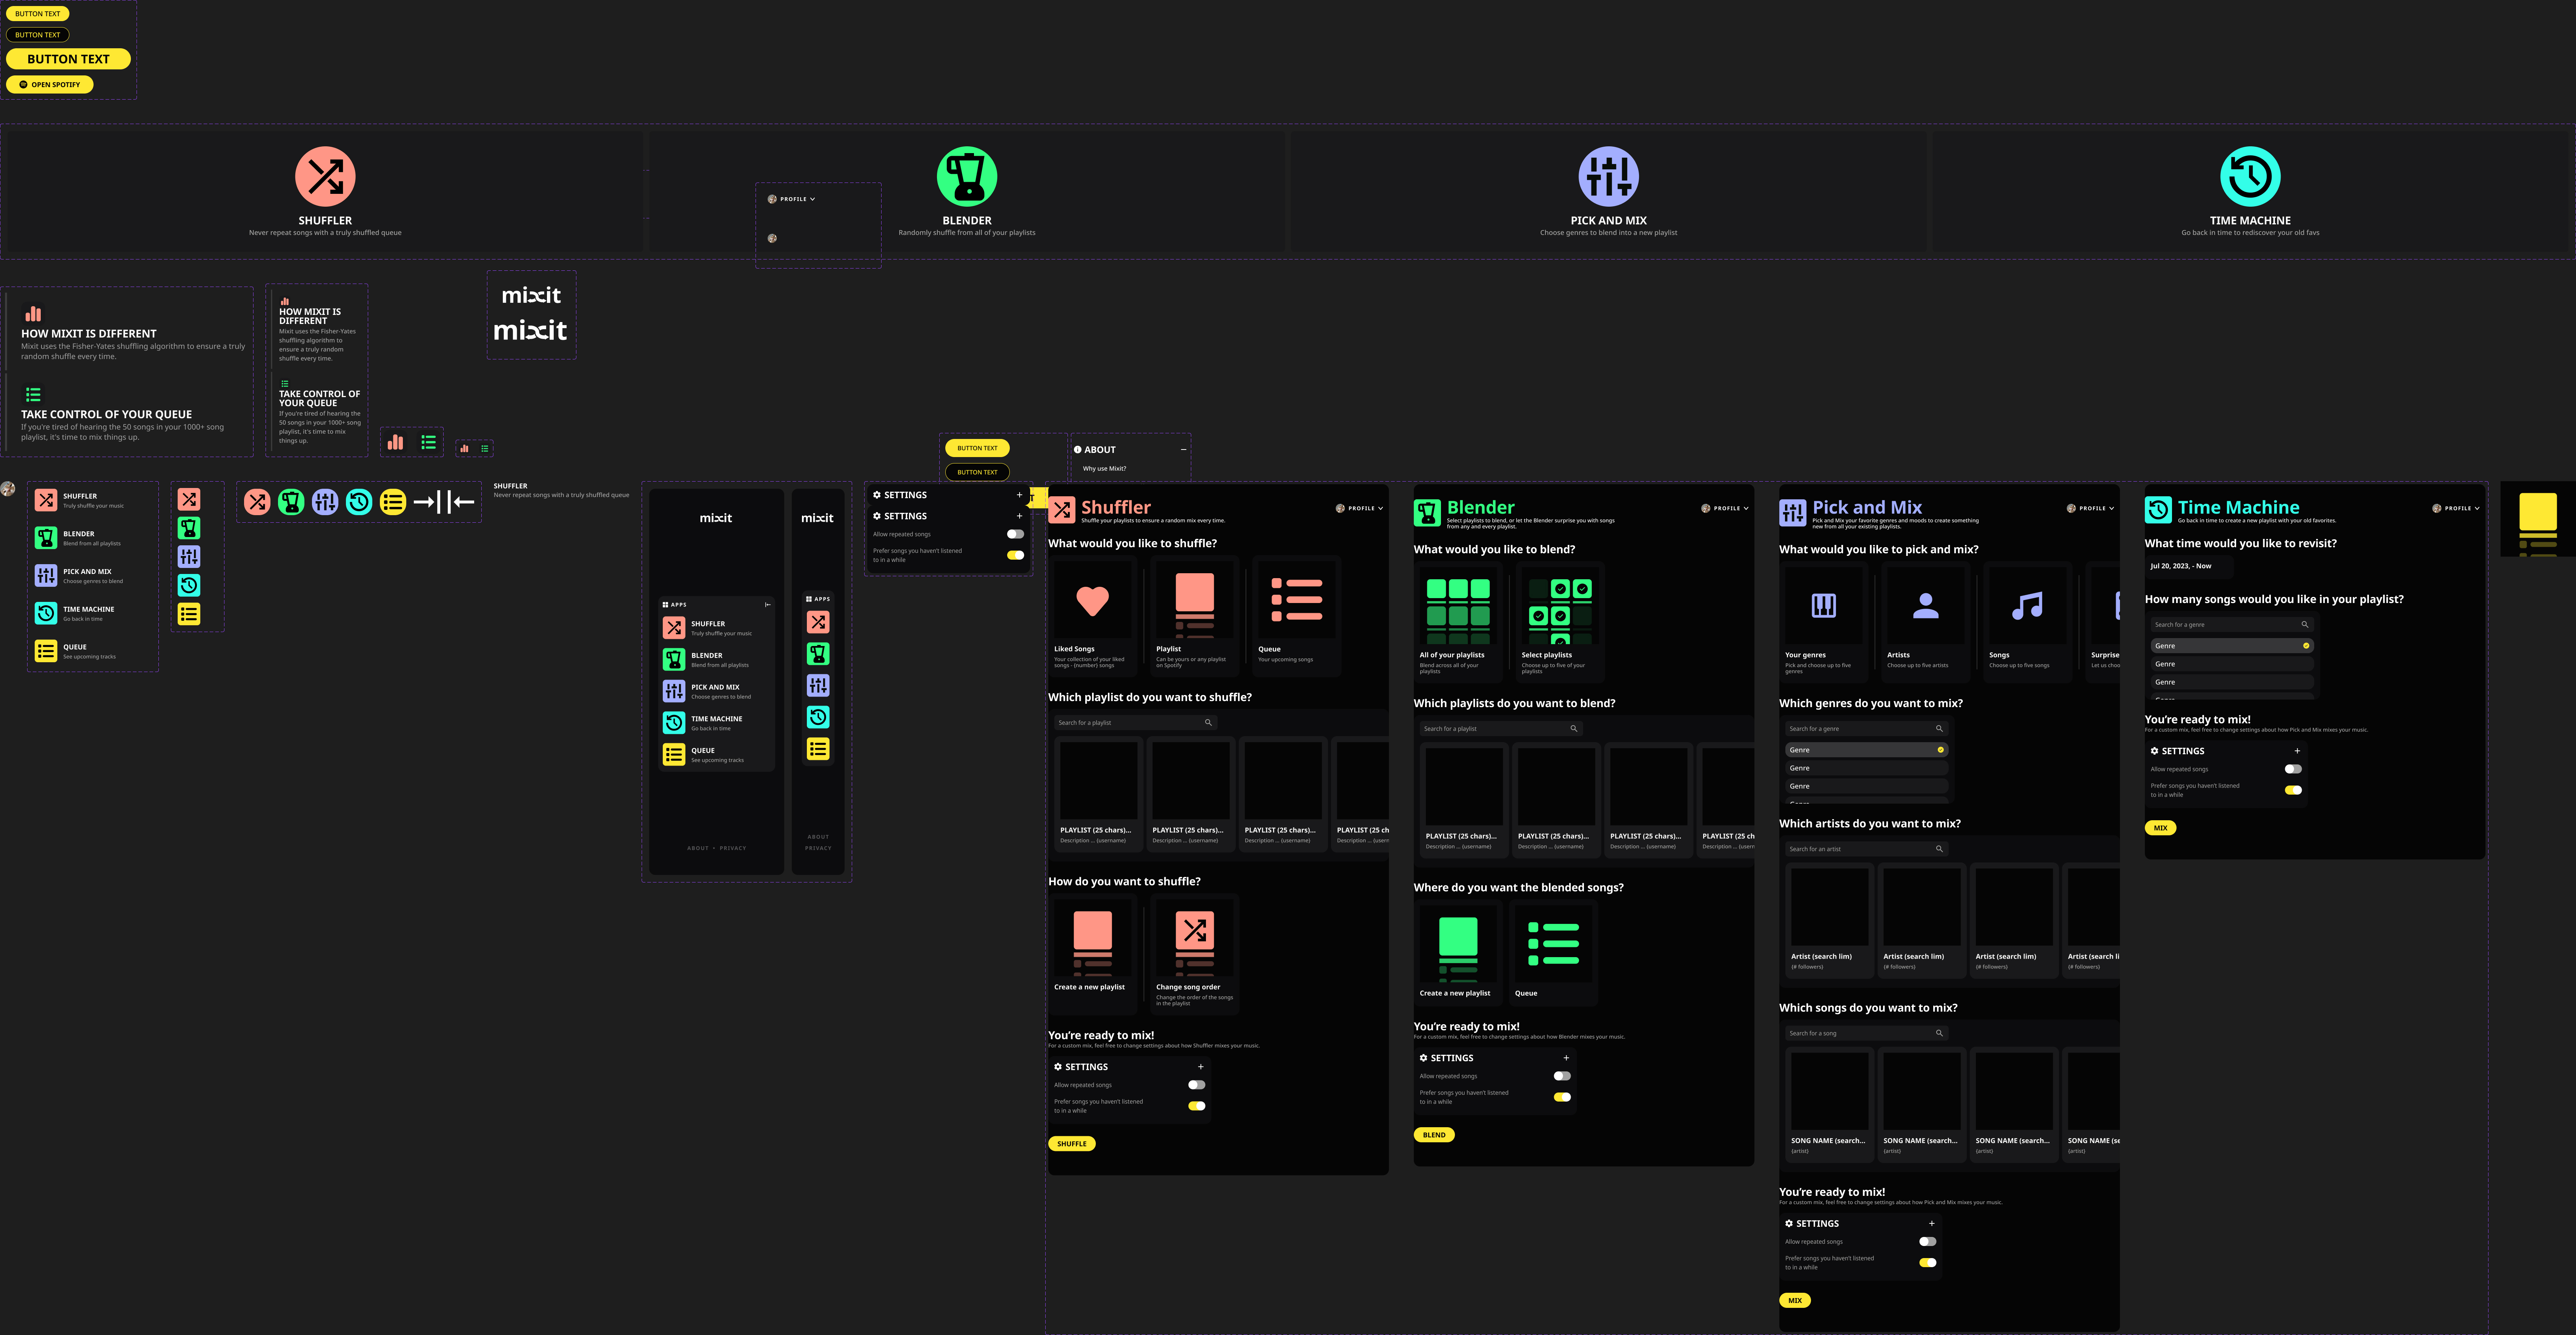 BUTTON TEXT
BUTTON TEXT
BUTTON TEXT
OPEN SPOTIFY
SHUFFLER
Never repeat songs with a truly shuffled queue
PROFILE
BLENDER
Randomly shuffle from all of your playlists
PICK AND MIX
Choose genres to blend into a new playlist
TIME MACHINE
Go back in time to rediscover your old favs
HOW MIXIT IS DIFFERENT
Mixit uses the Fisher-Yates shuffling algorithm to ensure a truly
random shuffle every time.
TAKE CONTROL OF YOUR QUEUE
If you're tired of hearing the 50 songs in your 1000+ song
playlist, it's time to mix things up.
HOW MIXIT IS
DIFFERENT
Mixit uses the Fisher-Yates
shuffling algorithm to
ensure a truly random
shuffle every time.
TAKE CONTROL OF
YOUR QUEUE
If you're tired of hearing the
50 songs in your 1000+ song
playlist, it's time to mix
things up.
mixit
mixit
BUTTON TEXT
BUTTON TEXT
T
ABOUT
Why use Mixit?
SHUFFLER
Truly shuffle your music
BLENDER
Blend from all playlists
PICK AND MIX
Choose genres to blend
TIME MACHINE
Go back in time
QUEUE
See upcoming tracks
SHUFFLER
Never repeat songs with a truly shuffled queue
mixit
APPS
SHUFFLER
Truly shuffle your music
BLENDER
Blend from all playlists
PICK AND MIX
Choose genres to blend
TIME MACHINE
Go back in time
QUEUE
See upcoming tracks
ABOUT • PRIVACY
mixit
APPS
ABOUT
PRIVACY
SETTINGS
SETTINGS
Allow repeated songs
Prefer songs you haven't listened
to in a while
Shuffler
Shuffle your playlists to ensure a random mix every time.
PROFILE
What would you like to shuffle?
Liked Songs
Your collection of your liked
songs - (number) songs
Playlist
Can be yours or any playlist
on Spotify
Queue
Your upcoming songs
Which playlist do you want to shuffle?
Search for a playlist
PLAYLIST (25 chars)...
Description ... (username)
PLAYLIST (25 chars)...
Description ... (username)
PLAYLIST (25 chars)...
Description ... (username)
PLAYLIST (25 ch
Description ... (usern
How do you want to shuffle?
Create a new playlist
Change song order
Change the order of the songs
in the playlist
You're ready to mix!
For a custom mix, feel free to change settings about how Shuffler mixes your music.
SETTINGS
Allow repeated songs
Prefer songs you haven't listened
to in a while
SHUFFLE
Blender
Select playlists to blend, or let the Blender surprise you with songs
from any and every playlist.
PROFILE
What would you like to blend?
All of your playlists
Blend across all of your
playlists
Select playlists
Choose up to five of your
playlists
Which playlists do you want to blend?
Search for a playlist
PLAYLIST (25 chars)...
Description ... (username)
PLAYLIST (25 chars)...
Description ... (username)
PLAYLIST (25 chars)...
Description ... (username)
PLAYLIST (25 ch
Description ... (usern
Where do you want the blended songs?
Create a new playlist
Queue
You're ready to mix!
For a custom mix, feel free to change settings about how Blender mixes your music.
SETTINGS
Allow repeated songs
Prefer songs you haven't listened
to in a while
BLEND
Pick and Mix
Pick and Mix your favorite genres and moods to create something
new from all your existing playlists.
PROFILE
What would you like to pick and mix?
Your genres
Pick and choose up to five
genres
Artists
Choose up to five artists
Songs
Choose up to five songs
Surprise
Let us choo
Which genres do you want to mix?
Search for a genre
Genre
Genre
Genre
Genre
Which artists do you want to mix?
Search for an artist
Artist (search lim)
(# followers)
Artist (search lim)
(# followers)
Artist (search lim)
(# followers)
Artist (search li
(# followers)
Which songs do you want to mix?
Search for a song
SONG NAME (search...
(artist)
SONG NAME (search...
(artist)
SONG NAME (search...
(artist)
SONG NAME (se
(artist)
You're ready to mix!
For a custom mix, feel free to change settings about how Pick and Mix mixes your music.
SETTINGS
Allow repeated songs
Prefer songs you haven't listened
to in a while
MIX
Time Machine
Go back in time to create a new playlist with your old favorites.
PROFILE
What time would you like to revisit?
Jul 20, 2023, - Now
How many songs would you like in your playlist?
Search for a genre
Genre
Genre
Genre
Genre
You're ready to mix!
For a custom mix, feel free to change settings about how Pick and Mix mixes your music.
SETTINGS
Allow repeated songs
Prefer songs you haven't listened
to in a while
MIX